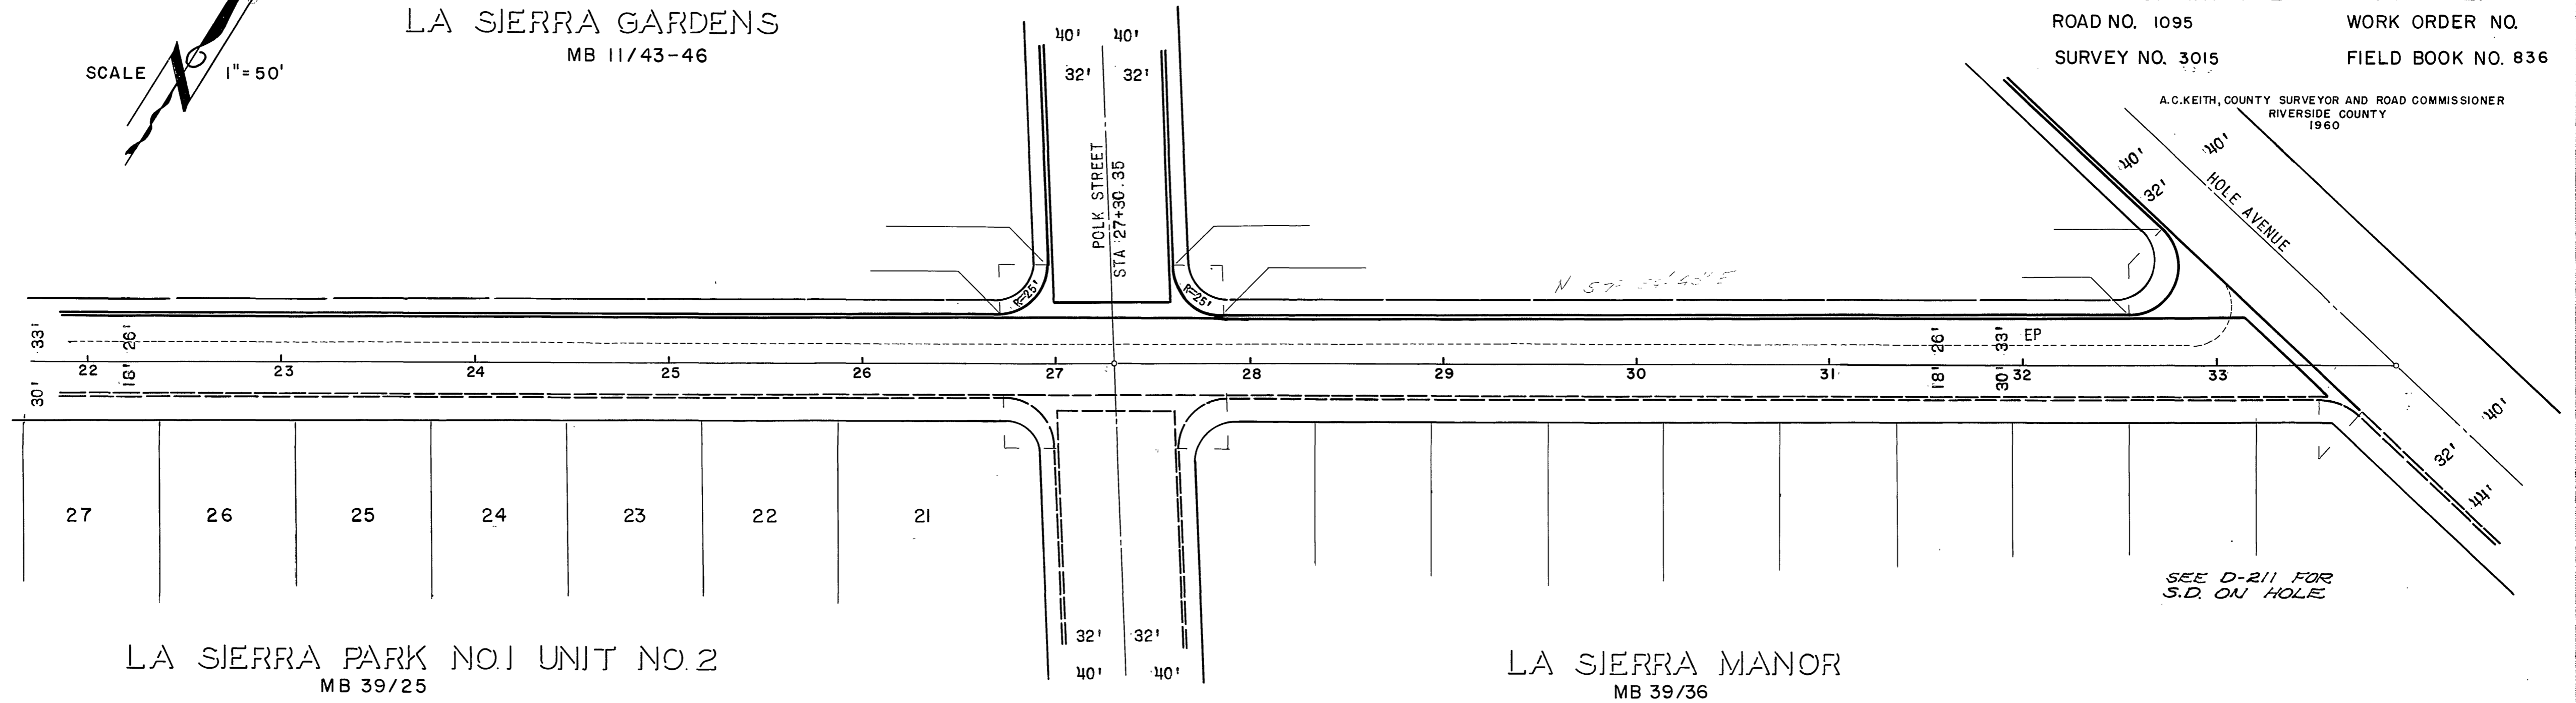 LA SIERRA GARDENS
MB 11/43-46
SCALE N 1"=50'
ROAD NO. 1095 WORK ORDER NO.
SURVEY NO. 3015 FIELD BOOK NO. 836
A.C.KEITH, COUNTY SURVEYOR AND ROAD COMMISSIONER
RIVERSIDE COUNTY
1960
40' 40'
32' 32'
POLK STREET
STA 27+30.35
40' 40'
32'
HOLE AVENUE
R=25' R=25'
N 57°
33' 26' 26' 33' EP
22 23 24 25 26 27 28 29 30 31 32 33
30' 18' 18' 30'
40'
32'
44'
27 26 25 24 23 22 21
SEE D-211 FOR
S.D. ON HOLE
32' 32'
40' 40'
LA SIERRA PARK NO.1 UNIT NO.2
MB 39/25
LA SIERRA MANOR
MB 39/36